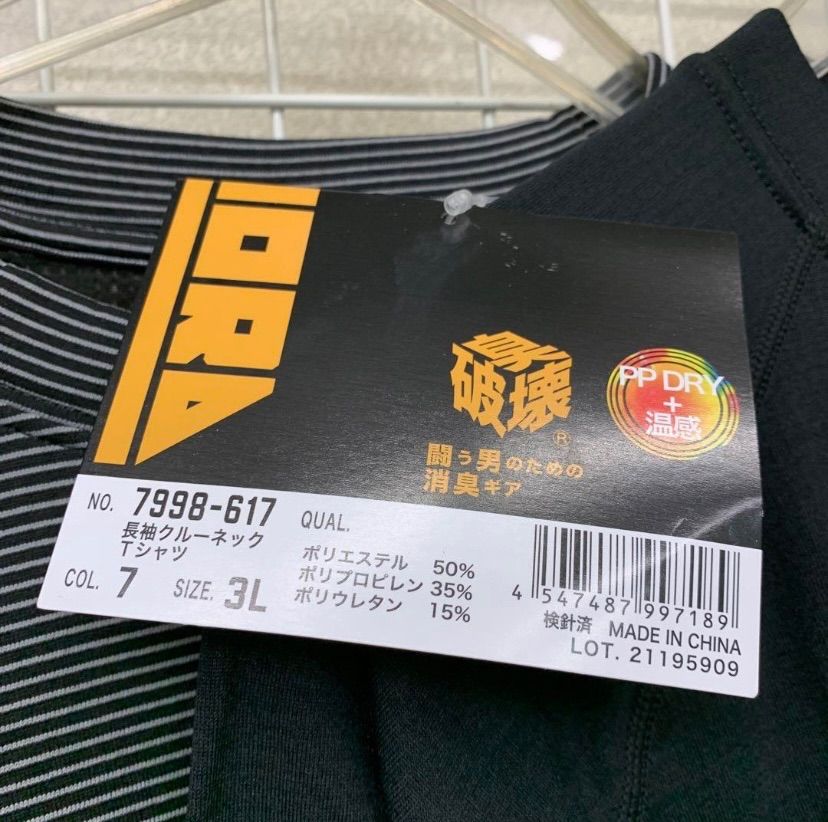 臭
破壊®
闘う男のための
消臭ギア
PP DRY
+
温感
NO. 7998-617
長袖クルーネック
Tシャツ
COL. 7 SIZE. 3L
QUAL.
ポリエステル 50%
ポリプロピレン 35%
ポリウレタン 15%
4 547487 997189
検針済 MADE IN CHINA
LOT. 21195909